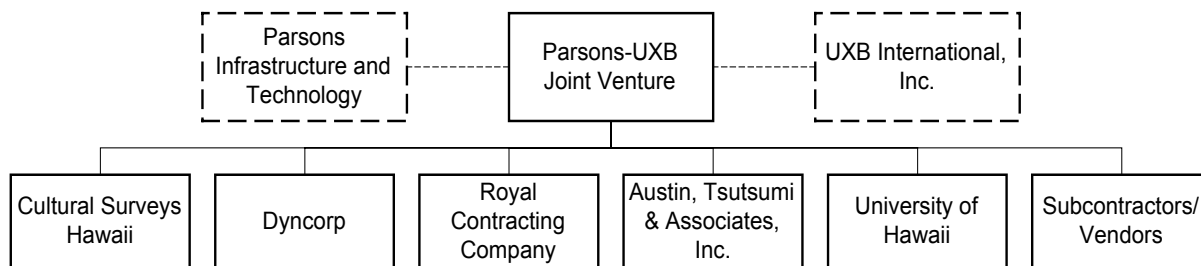 Parsons
Infrastructure and
Technology
Parsons-UXB
Joint Venture
UXB International,
Inc.
Cultural Surveys
Hawaii
Dyncorp
Royal
Contracting
Company
Austin, Tsutsumi
& Associates,
Inc.
University of
Hawaii
Subcontractors/
Vendors